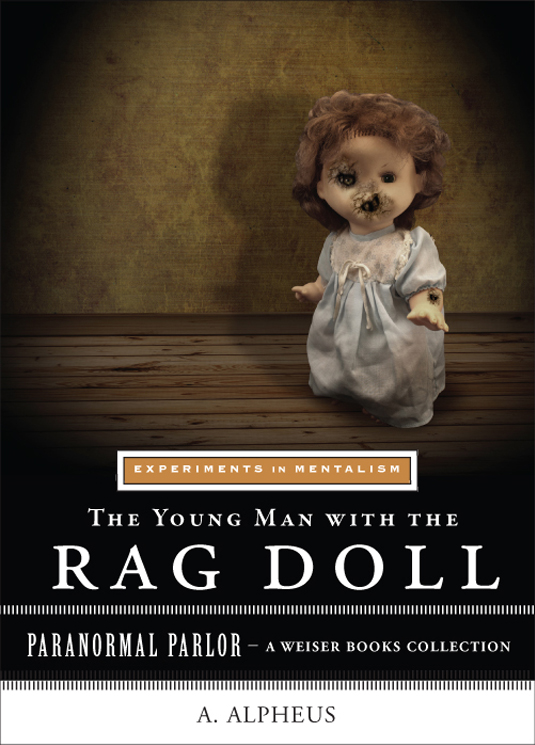 EXPERIMENTS IN MENTALISM
THE YOUNG MAN WITH THE
RAG DOLL
PARANORMAL PARLOR – A WEISER BOOKS COLLECTION
A. ALPHEUS